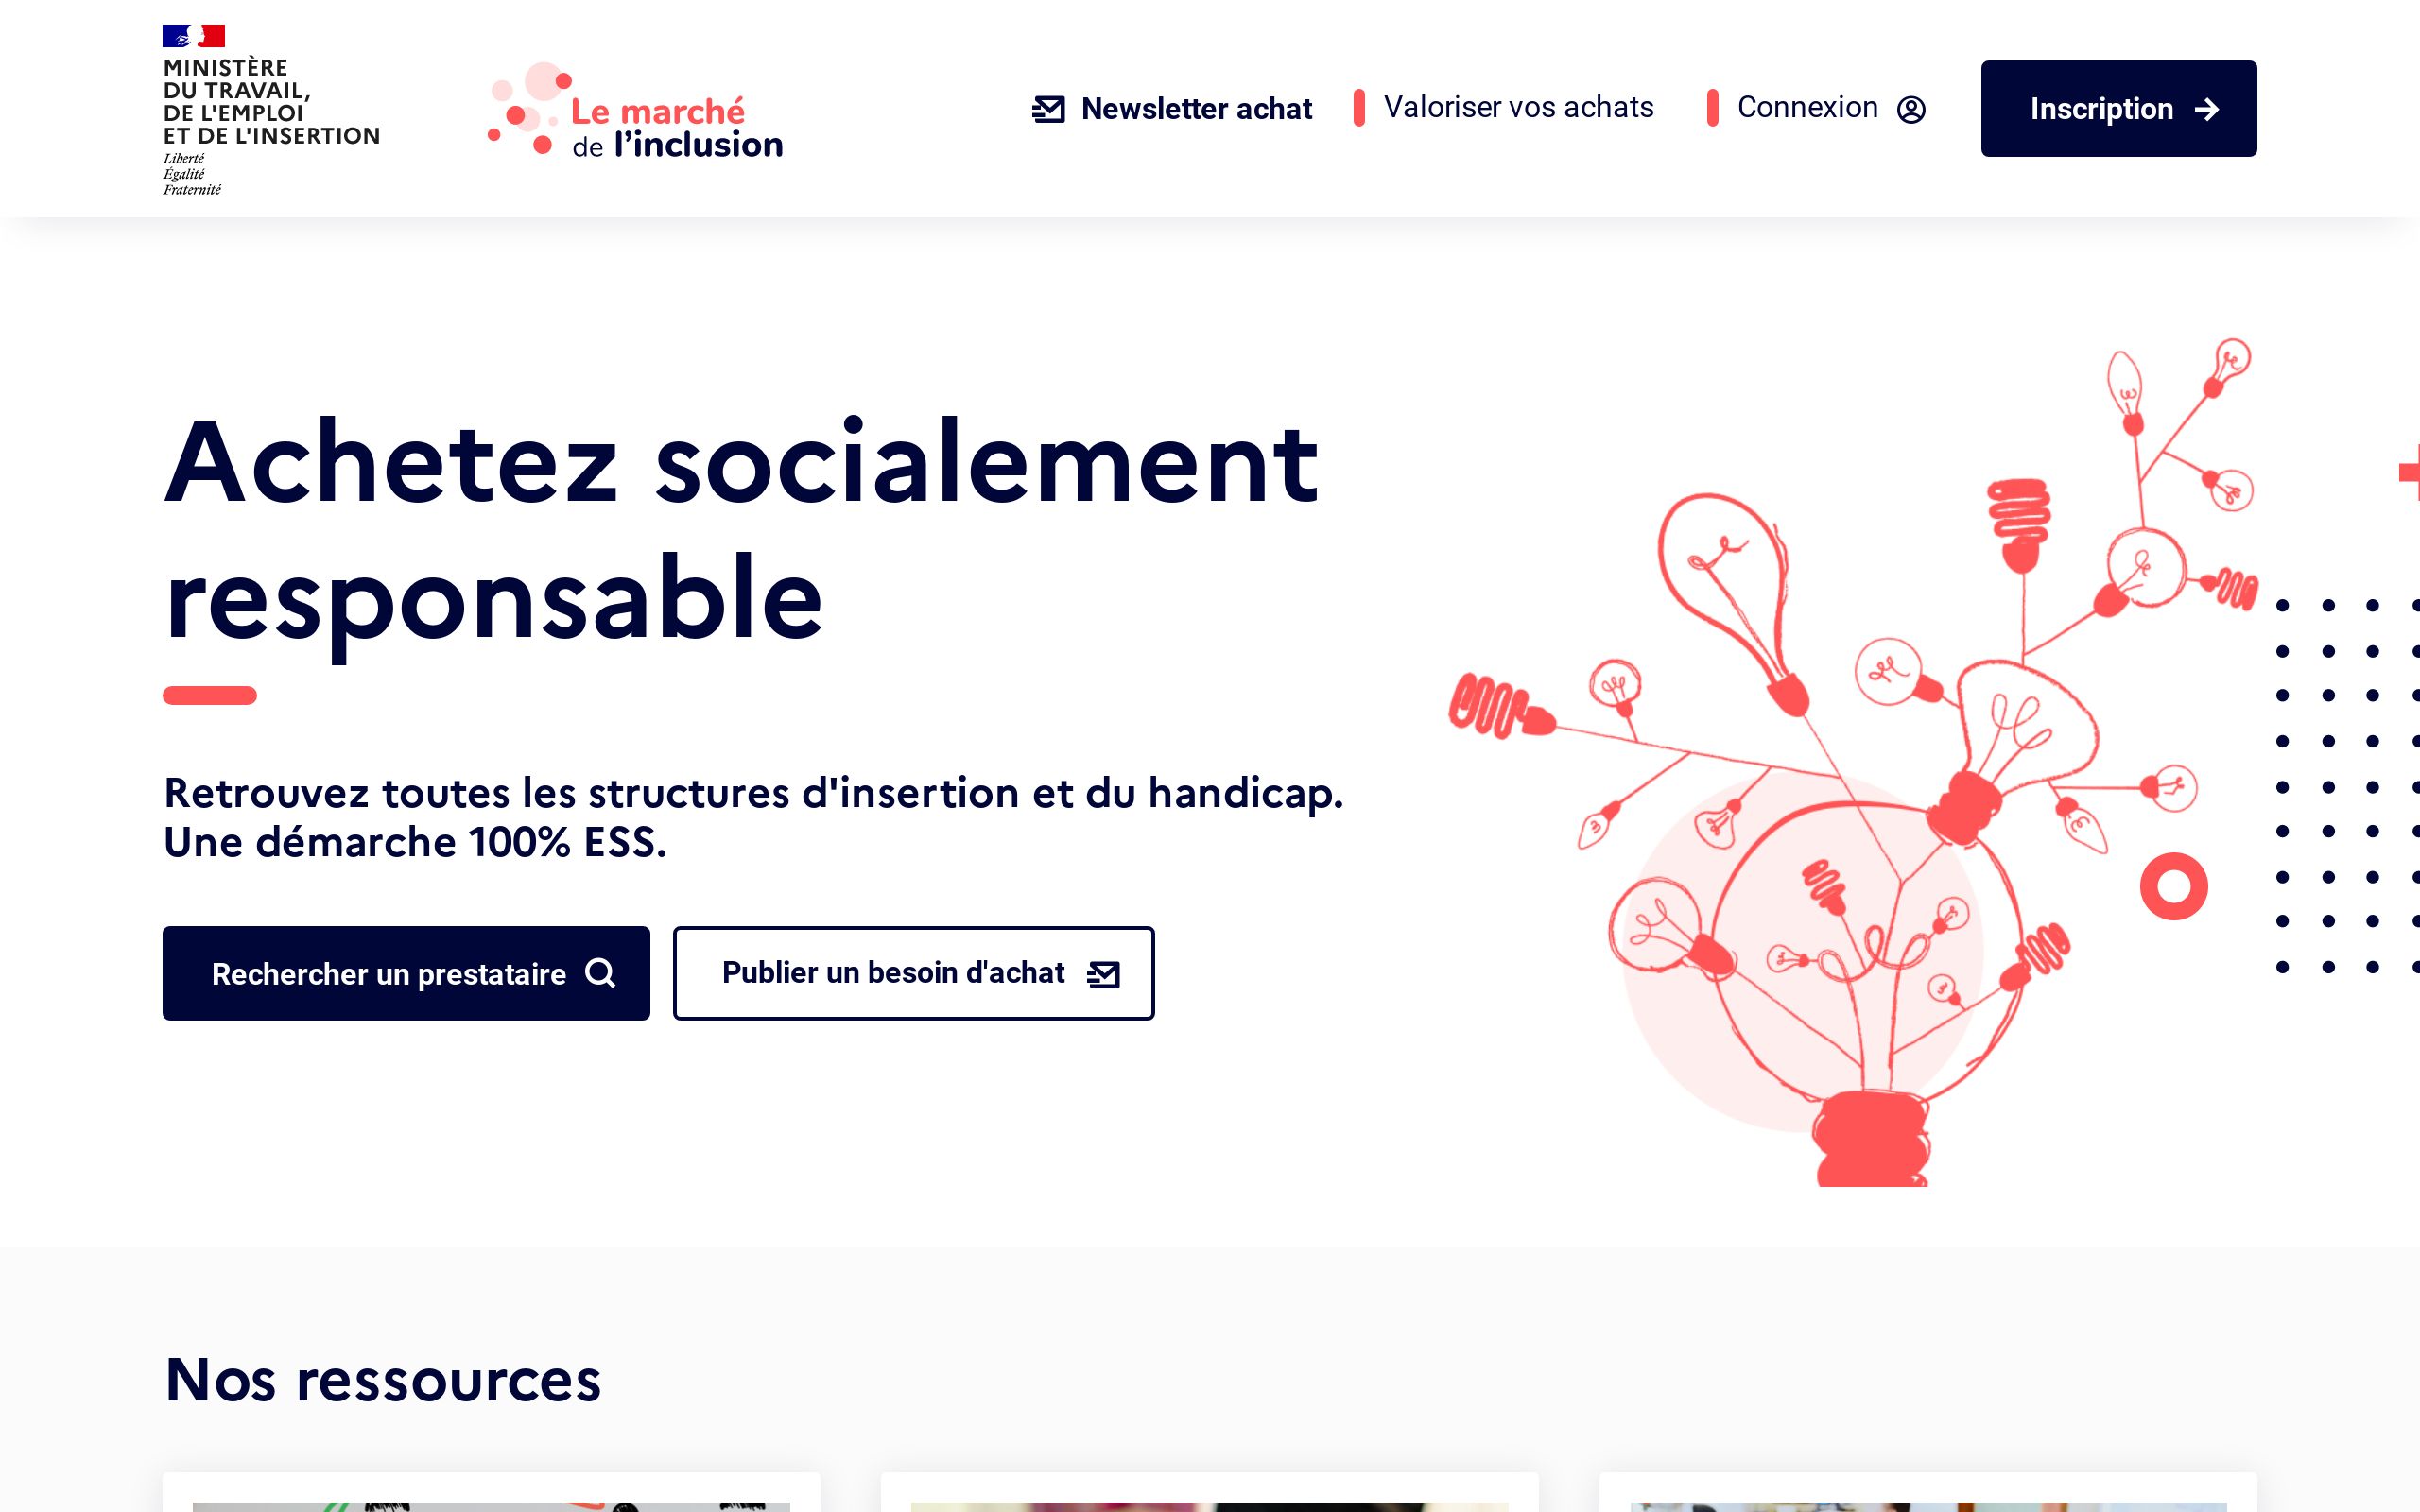 MINISTÈRE
DU TRAVAIL,
DE L'EMPLOI
ET DE L'INSERTION
Liberté
Égalité
Fraternité
Le marché
de l’inclusion
Newsletter achat
Valoriser vos achats
Connexion
Inscription
Achetez socialement
responsable
Retrouvez toutes les structures d'insertion et du handicap.
Une démarche 100% ESS.
Rechercher un prestataire
Publier un besoin d'achat
Nos ressources